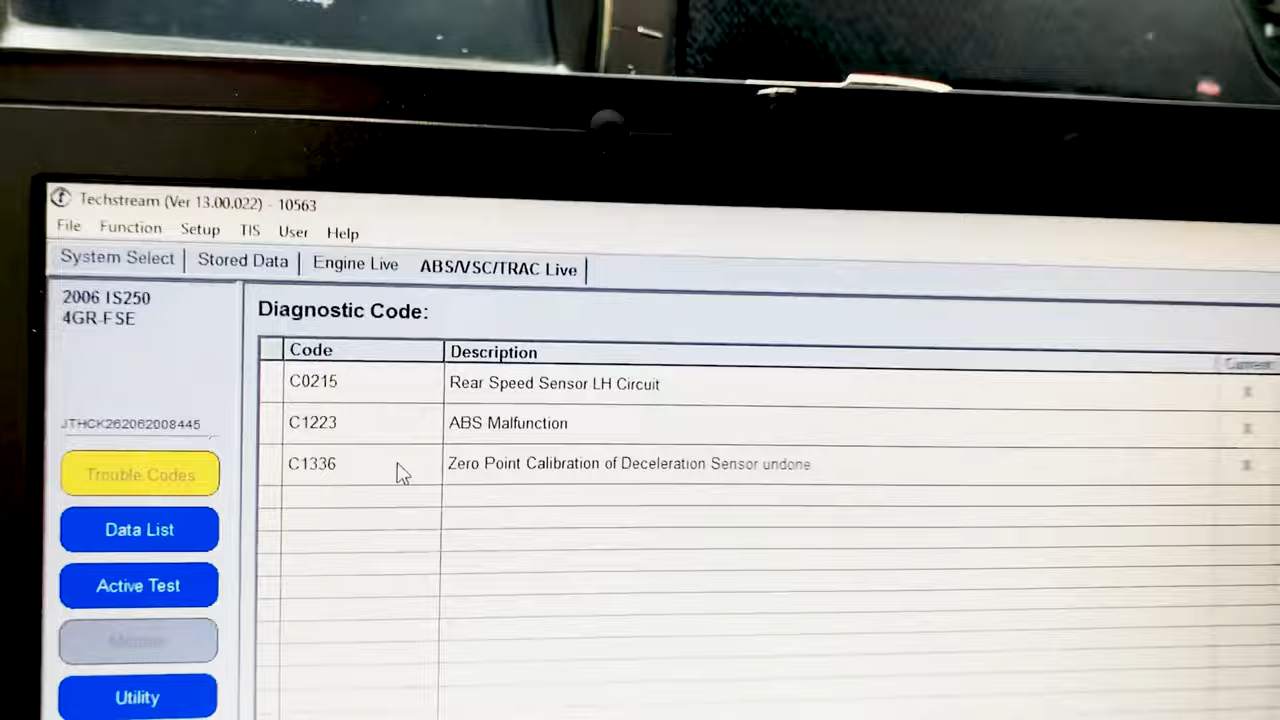 Techstream (Ver 13.00.022) - 10563
File Function Setup TIS User Help
System Select Stored Data Engine Live ABS/VSC/TRAC Live
2006 IS250
4GR-FSE
JTHCK262062008445
Trouble Codes
Data List
Active Test
Utility
Diagnostic Code:
Code Description Current
C0215 Rear Speed Sensor LH Circuit X
C1223 ABS Malfunction X
C1336 Zero Point Calibration of Deceleration Sensor undone X